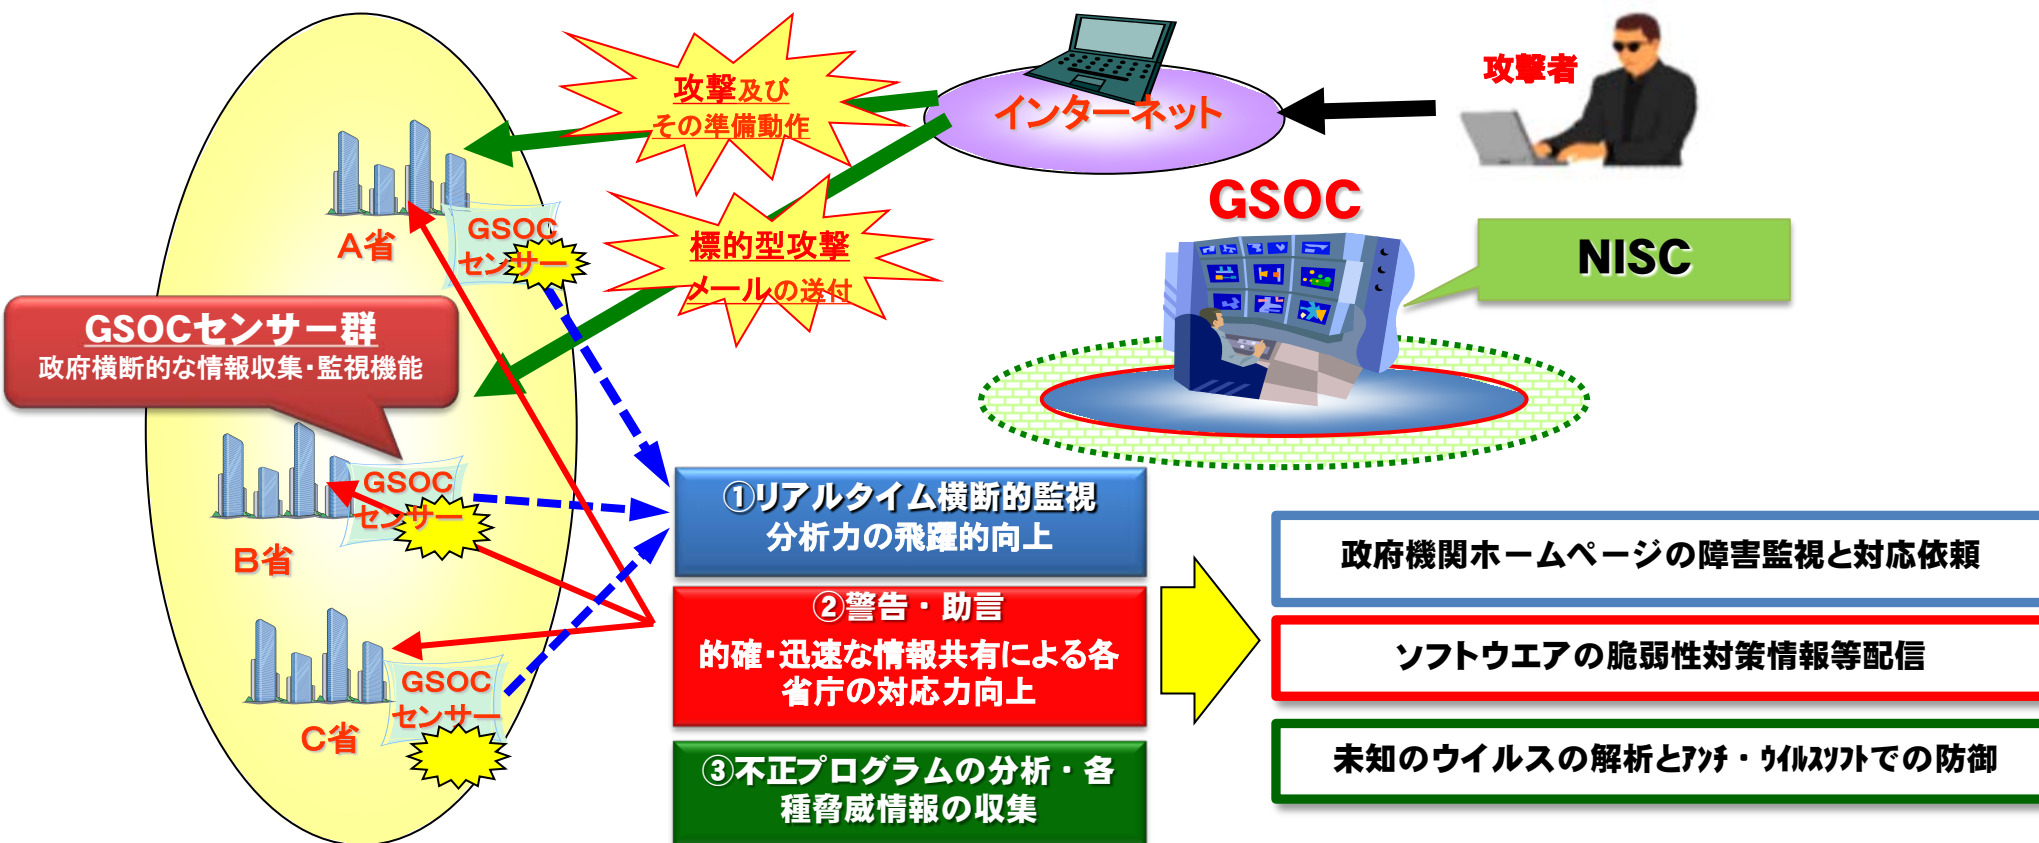 攻撃及び
その準備動作
インターネット
攻撃者
GSOC
NISC
A省
GSOC
センサー
標的型攻撃
メールの送付
GSOCセンサー群
政府横断的な情報収集・監視機能
GSOC
センサー
B省
GSOC
センサー
C省
①リアルタイム横断的監視
分析力の飛躍的向上
②警告・助言
的確・迅速な情報共有による各
省庁の対応力向上
③不正プログラムの分析・各
種脅威情報の収集
政府機関ホームページの障害監視と対応依頼
ソフトウエアの脆弱性対策情報等配信
未知のウイルスの解析とｱﾝﾁ・ｳｲﾙｽｿﾌﾄでの防御